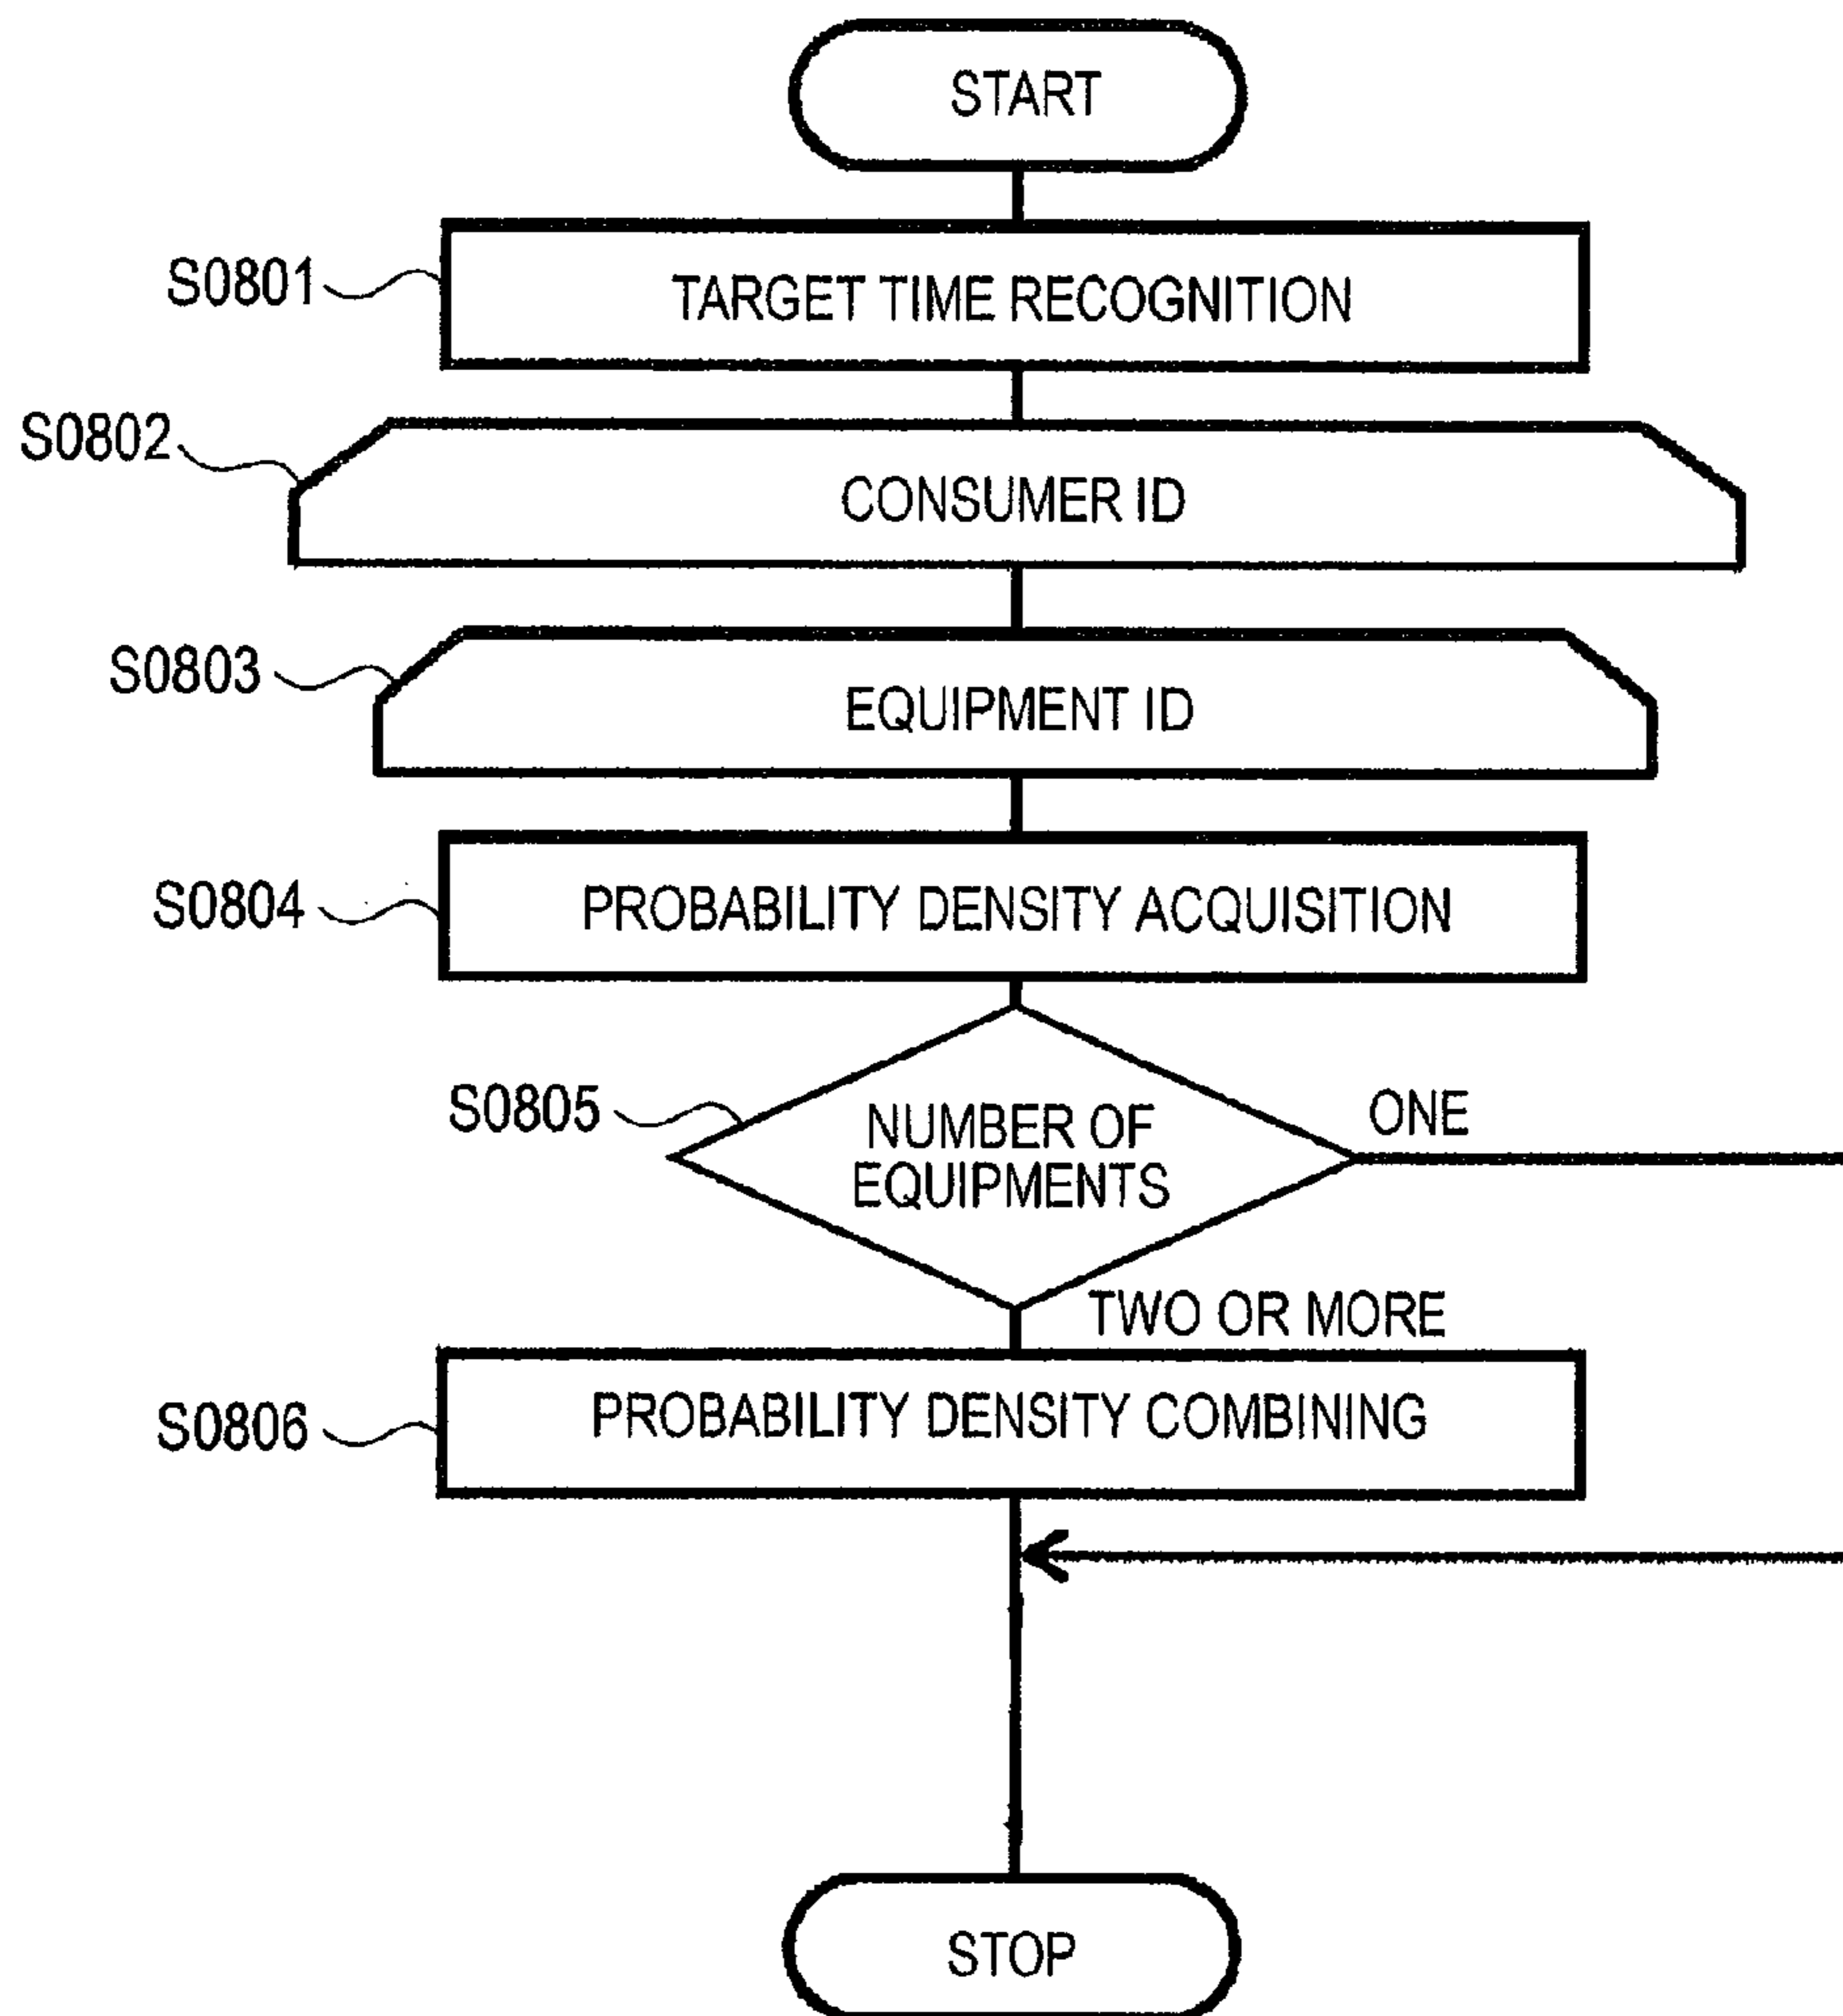 START
S0801
TARGET TIME RECOGNITION
S0802
CONSUMER ID
S0803
EQUIPMENT ID
S0804
PROBABILITY DENSITY ACQUISITION
S0805
NUMBER OF
EQUIPMENTS
ONE
TWO OR MORE
S0806
PROBABILITY DENSITY COMBINING
STOP